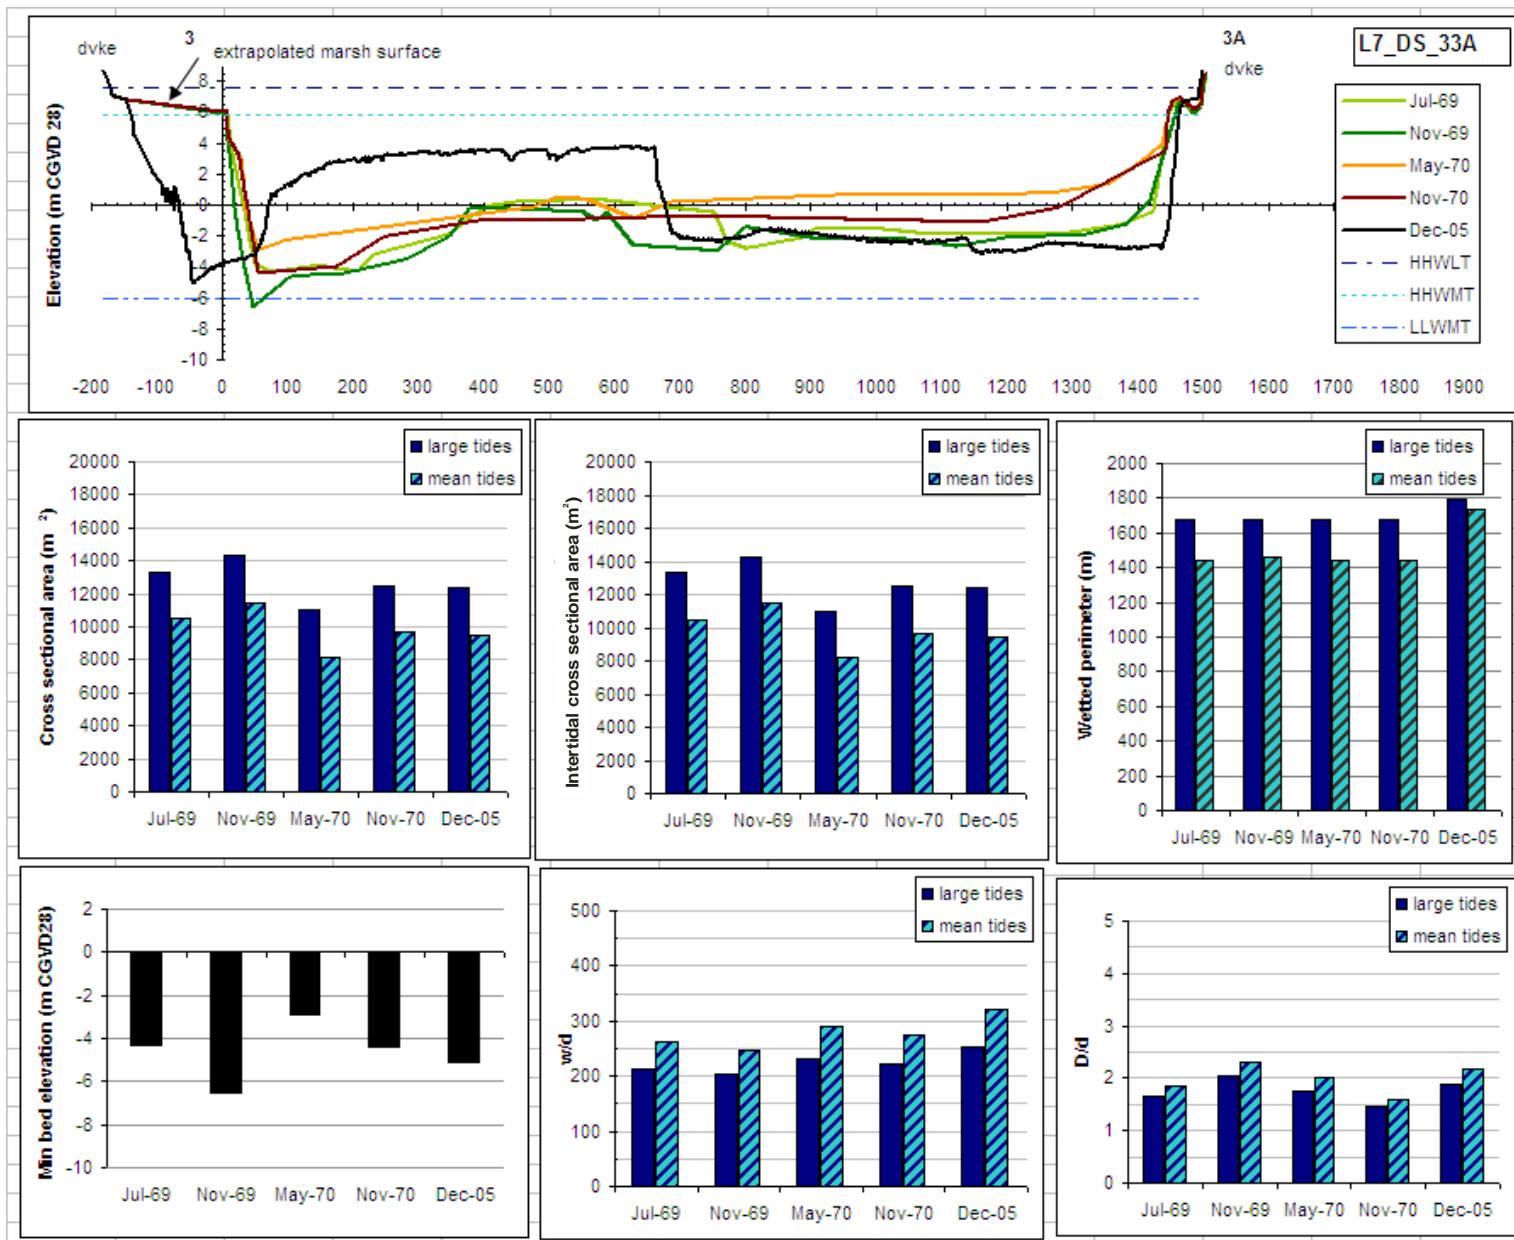 dvke
3
extrapolated marsh surface
3A
dvke
L7_DS_33A
Elevation (m CGVD 28)
8
6
4
2
0
-2
-4
-6
-8
-10
-200 -100 0 100 200 300 400 500 600 700 800 900 1000 1100 1200 1300 1400 1500 1600 1700 1800 1900
Jul-69
Nov-69
May-70
Nov-70
Dec-05
HHWLT
HHWMT
LLWMT
large tides
mean tides
Cross sectional area (m ²)
20000
18000
16000
14000
12000
10000
8000
6000
4000
2000
0
Jul-69 Nov-69 May-70 Nov-70 Dec-05
large tides
mean tides
Intertidal cross sectional area (m²)
20000
18000
16000
14000
12000
10000
8000
6000
4000
2000
0
Jul-69 Nov-69 May-70 Nov-70 Dec-05
large tides
mean tides
Wetted perimeter (m)
2000
1800
1600
1400
1200
1000
800
600
400
200
0
Jul-69 Nov-69 May-70 Nov-70 Dec-05
Min bed elevation (m CGVD28)
2
0
-2
-4
-6
-8
-10
Jul-69 Nov-69 May-70 Nov-70 Dec-05
large tides
mean tides
w/d
500
400
300
200
100
0
Jul-69 Nov-69 May-70 Nov-70 Dec-05
large tides
mean tides
D/d
5
4
3
2
1
0
Jul-69 Nov-69 May-70 Nov-70 Dec-05